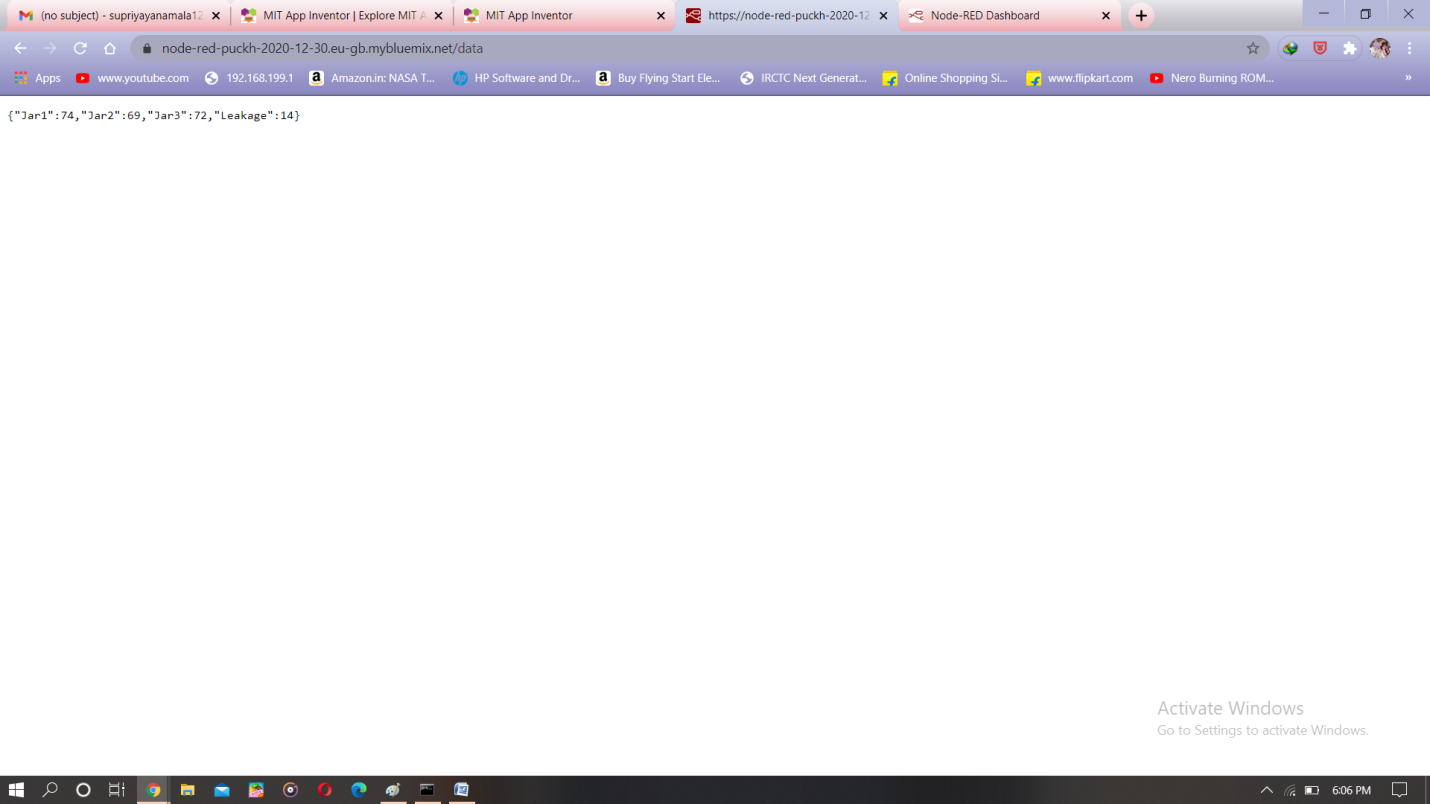 (no subject) - supriyayanamala12
MIT App Inventor | Explore MIT A
MIT App Inventor
https://node-red-puckh-2020-12
Node-RED Dashboard
node-red-puckh-2020-12-30.eu-gb.mybluemix.net/data
Apps
www.youtube.com
192.168.199.1
Amazon.in: NASA T...
HP Software and Dr...
Buy Flying Start Ele...
IRCTC Next Generat...
Online Shopping Si...
www.flipkart.com
Nero Burning ROM...
»
{"Jar1":74,"Jar2":69,"Jar3":72,"Leakage":14}
Activate Windows
Go to Settings to activate Windows.
6:06 PM